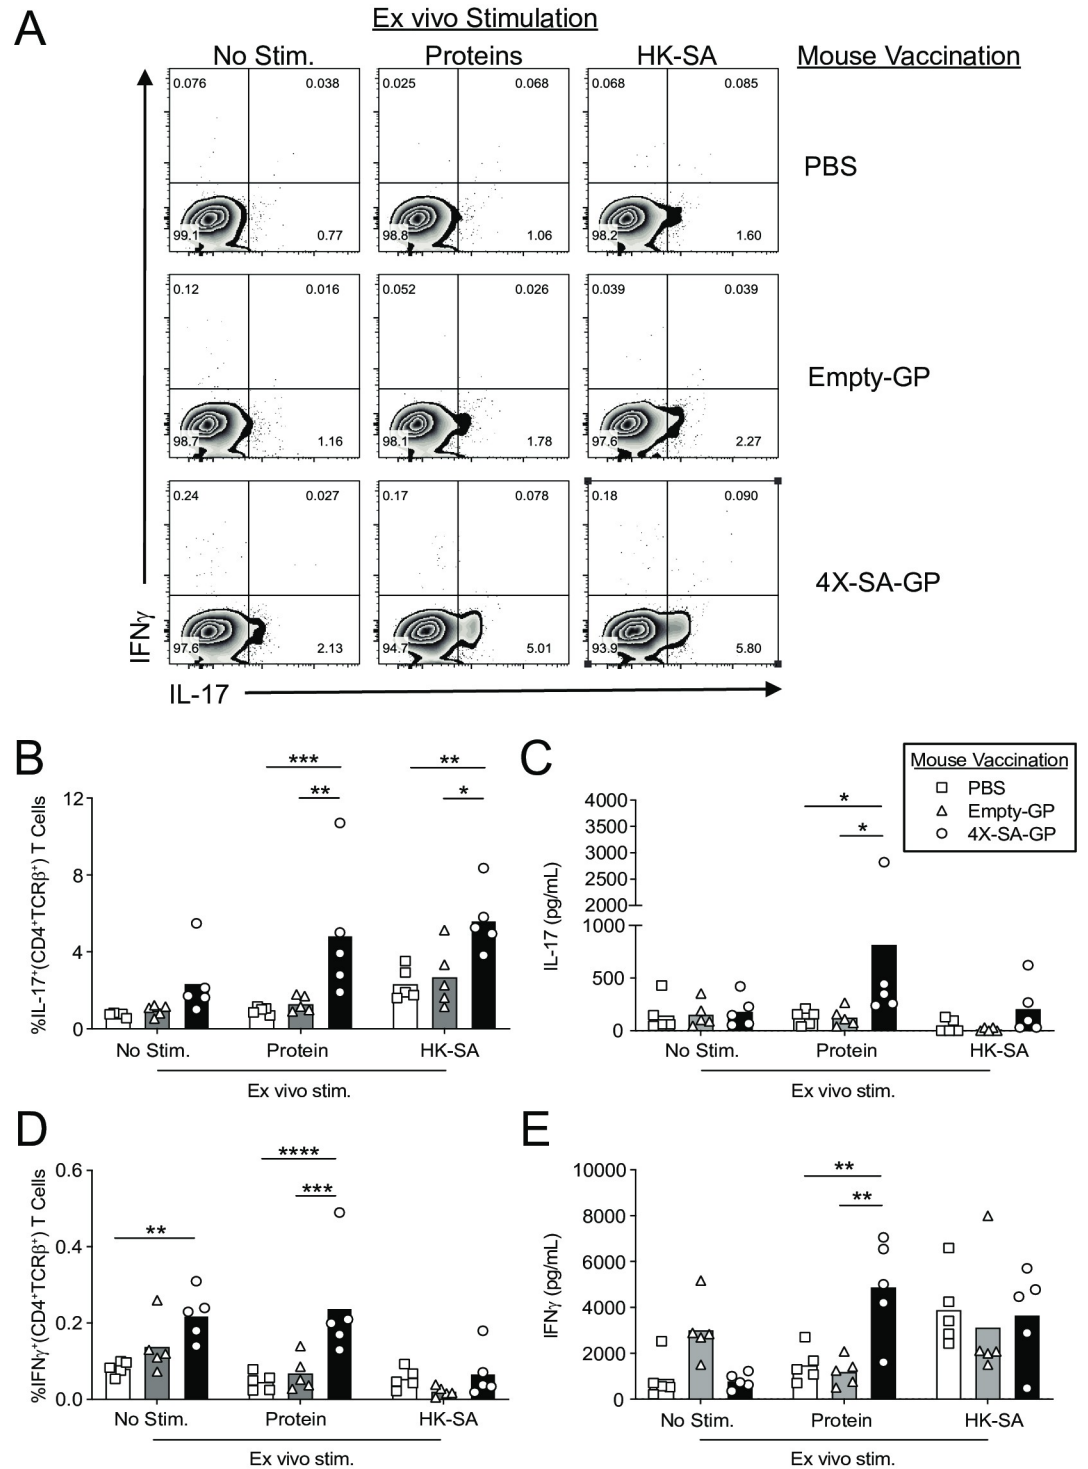 A
Ex vivo Stimulation
No Stim.
Proteins
HK-SA
Mouse Vaccination
0.076
0.038
0.025
0.068
0.068
0.085
PBS
99.1
0.77
98.8
1.06
98.2
1.60
0.12
0.016
0.052
0.026
0.039
0.039
Empty-GP
98.7
1.16
98.1
1.78
97.6
2.27
0.24
0.027
0.17
0.078
0.18
0.090
4X-SA-GP
97.6
2.13
94.7
5.01
93.9
5.80
IFNγ
IL-17
B
%IL-17⁺(CD4⁺TCRβ⁺) T Cells
12
8
4
0
***
**
**
*
No Stim.
Protein
HK-SA
Ex vivo stim.
C
Mouse Vaccination
PBS
Empty-GP
4X-SA-GP
IL-17 (pg/mL)
4000
3500
3000
2500
2000
1000
500
0
*
*
No Stim.
Protein
HK-SA
Ex vivo stim.
D
%IFNγ⁺(CD4⁺TCRβ⁺) T Cells
0.6
0.4
0.2
0.0
**
****
***
No Stim.
Protein
HK-SA
Ex vivo stim.
E
IFNγ (pg/mL)
10000
8000
6000
4000
2000
0
**
**
No Stim.
Protein
HK-SA
Ex vivo stim.